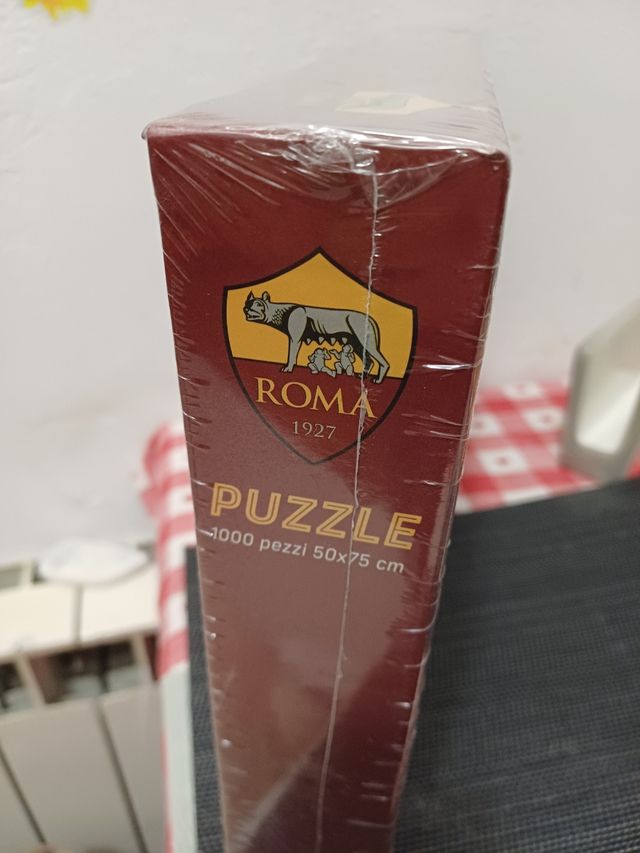 ROMA
1927
PUZZLE
1000 pezzi 50x75 cm